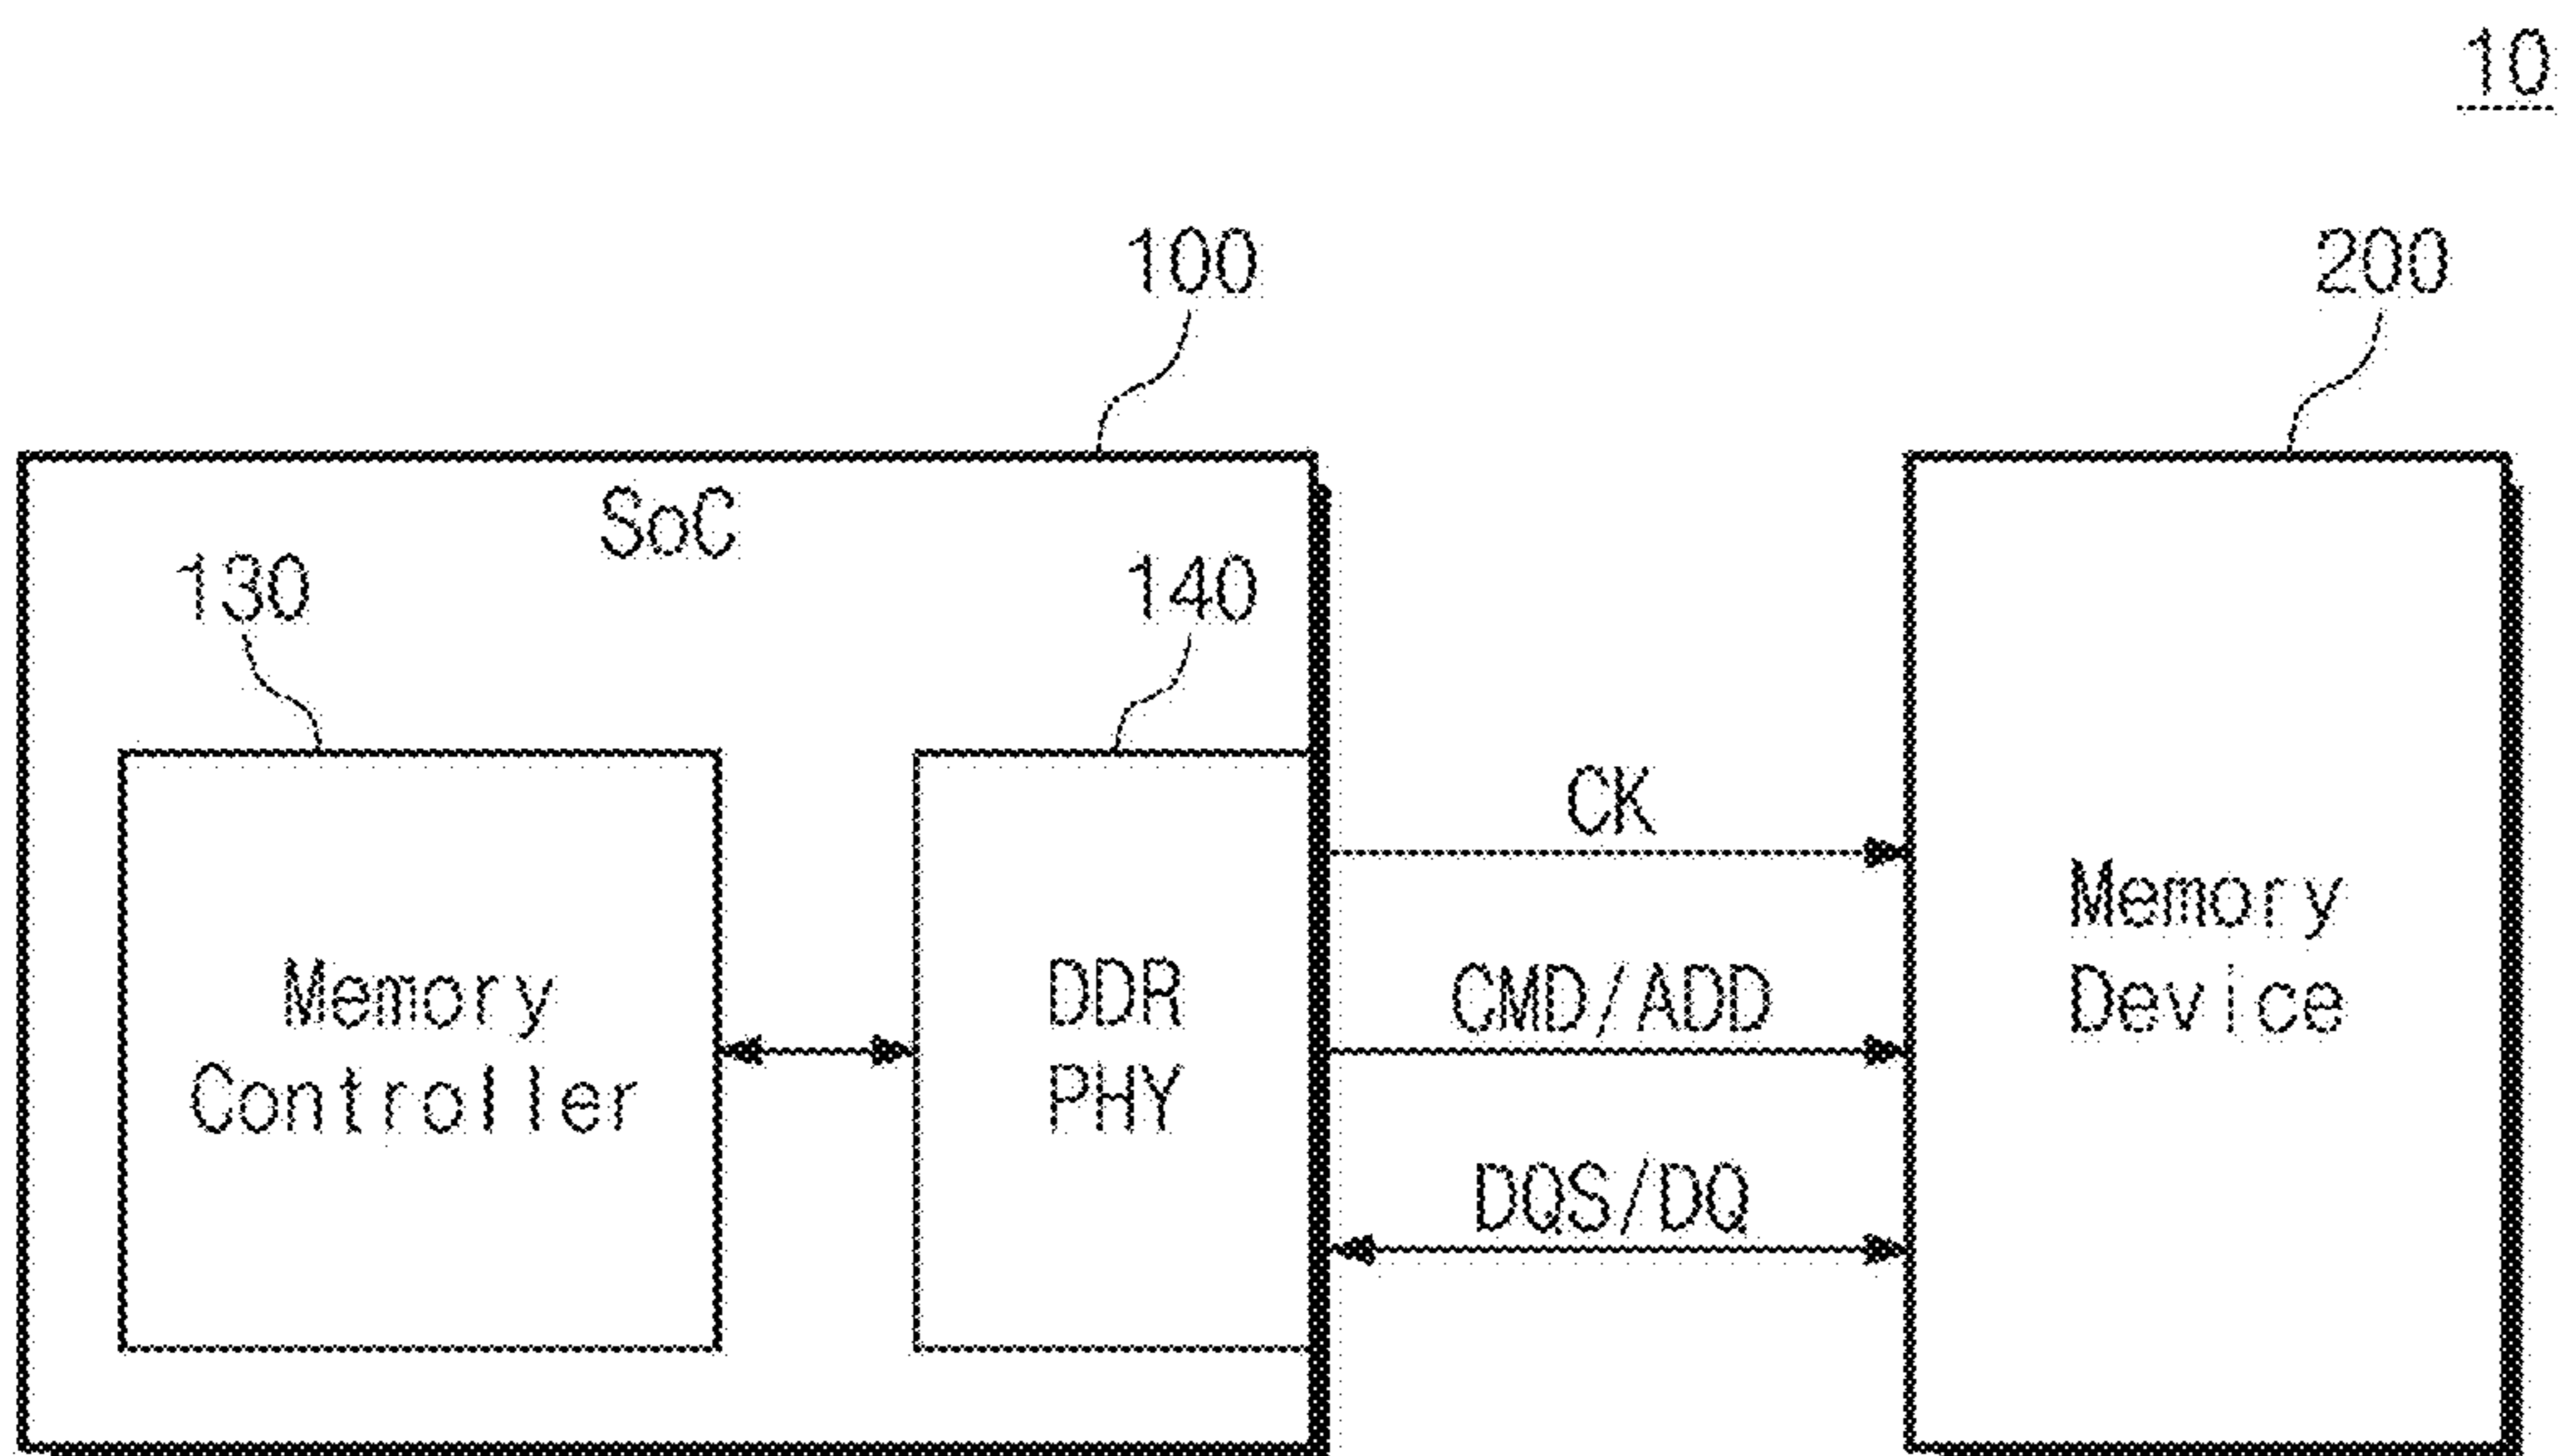 10
100
200
SoC
130
140
CK
Memory
Device
CMD/ADD
Memory
Controller
DDR
PHY
DQS/DQ